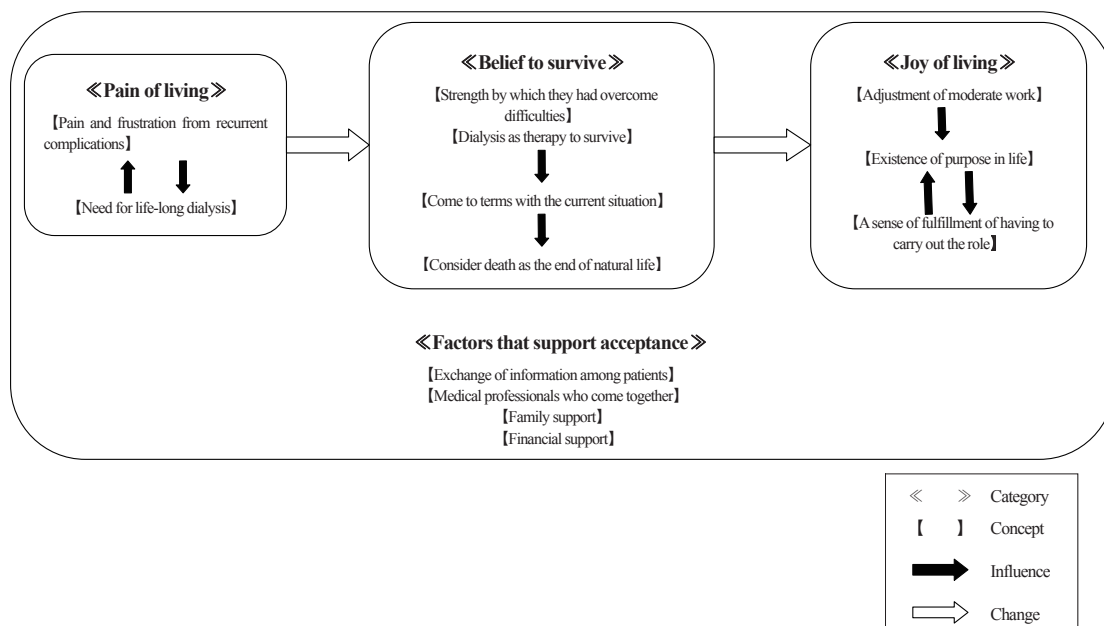 ≪Pain of living≫
【Pain and frustration from recurrent
complications】
【Need for life-long dialysis】
≪Belief to survive≫
【Strength by which they had overcome
difficulties】
【Dialysis as therapy to survive】
【Come to terms with the current situation】
【Consider death as the end of natural life】
≪Joy of living≫
【Adjustment of moderate work】
【Existence of purpose in life】
【A sense of fulfillment of having to
carry out the role】
≪Factors that support acceptance≫
【Exchange of information among patients】
【Medical professionals who come together】
【Family support】
【Financial support】
≪ ≫ Category
【 】 Concept
Influence
Change